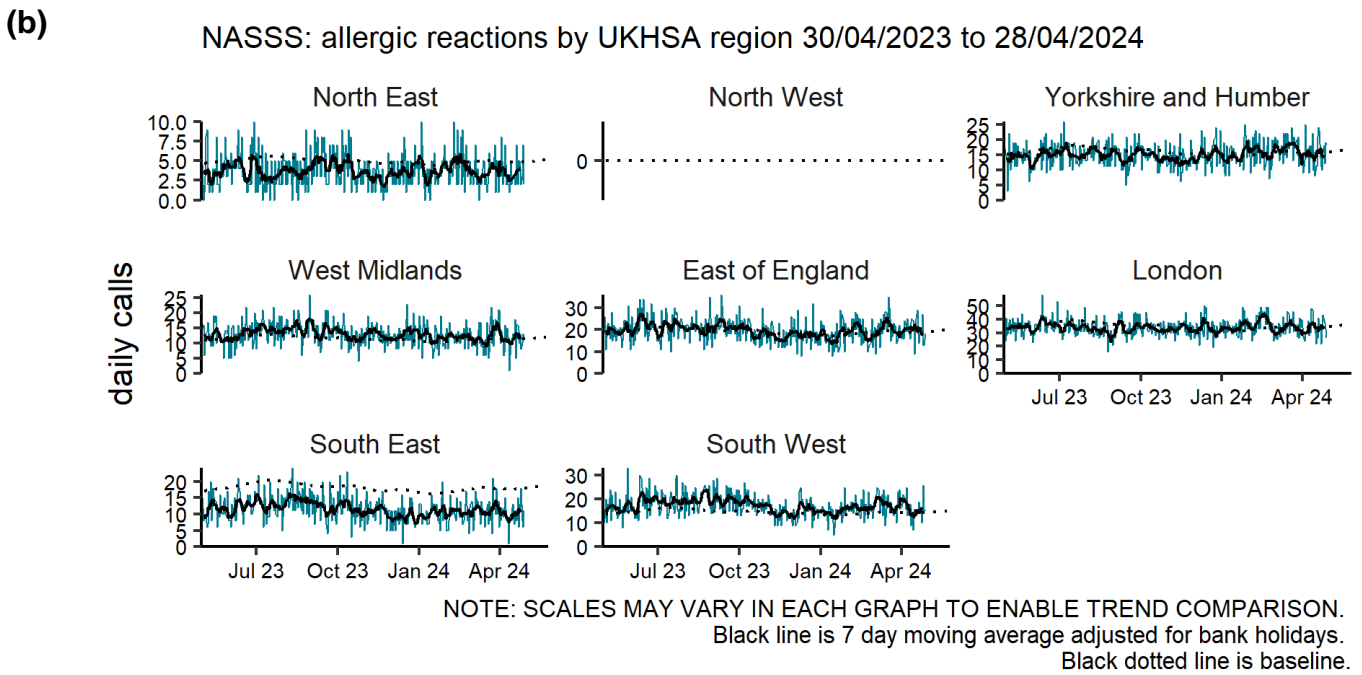 (b)
NASSS: allergic reactions by UKHSA region 30/04/2023 to 28/04/2024
North East
North West
Yorkshire and Humber
10.0
7.5
5.0
2.5
0.0
0
25
20
15
10
5
0
daily calls
West Midlands
East of England
London
25
20
15
10
5
0
30
20
10
0
50
40
30
20
10
0
Jul 23 Oct 23 Jan 24 Apr 24
South East
South West
20
15
10
5
0
30
20
10
0
Jul 23 Oct 23 Jan 24 Apr 24
Jul 23 Oct 23 Jan 24 Apr 24
NOTE: SCALES MAY VARY IN EACH GRAPH TO ENABLE TREND COMPARISON.
Black line is 7 day moving average adjusted for bank holidays.
Black dotted line is baseline.